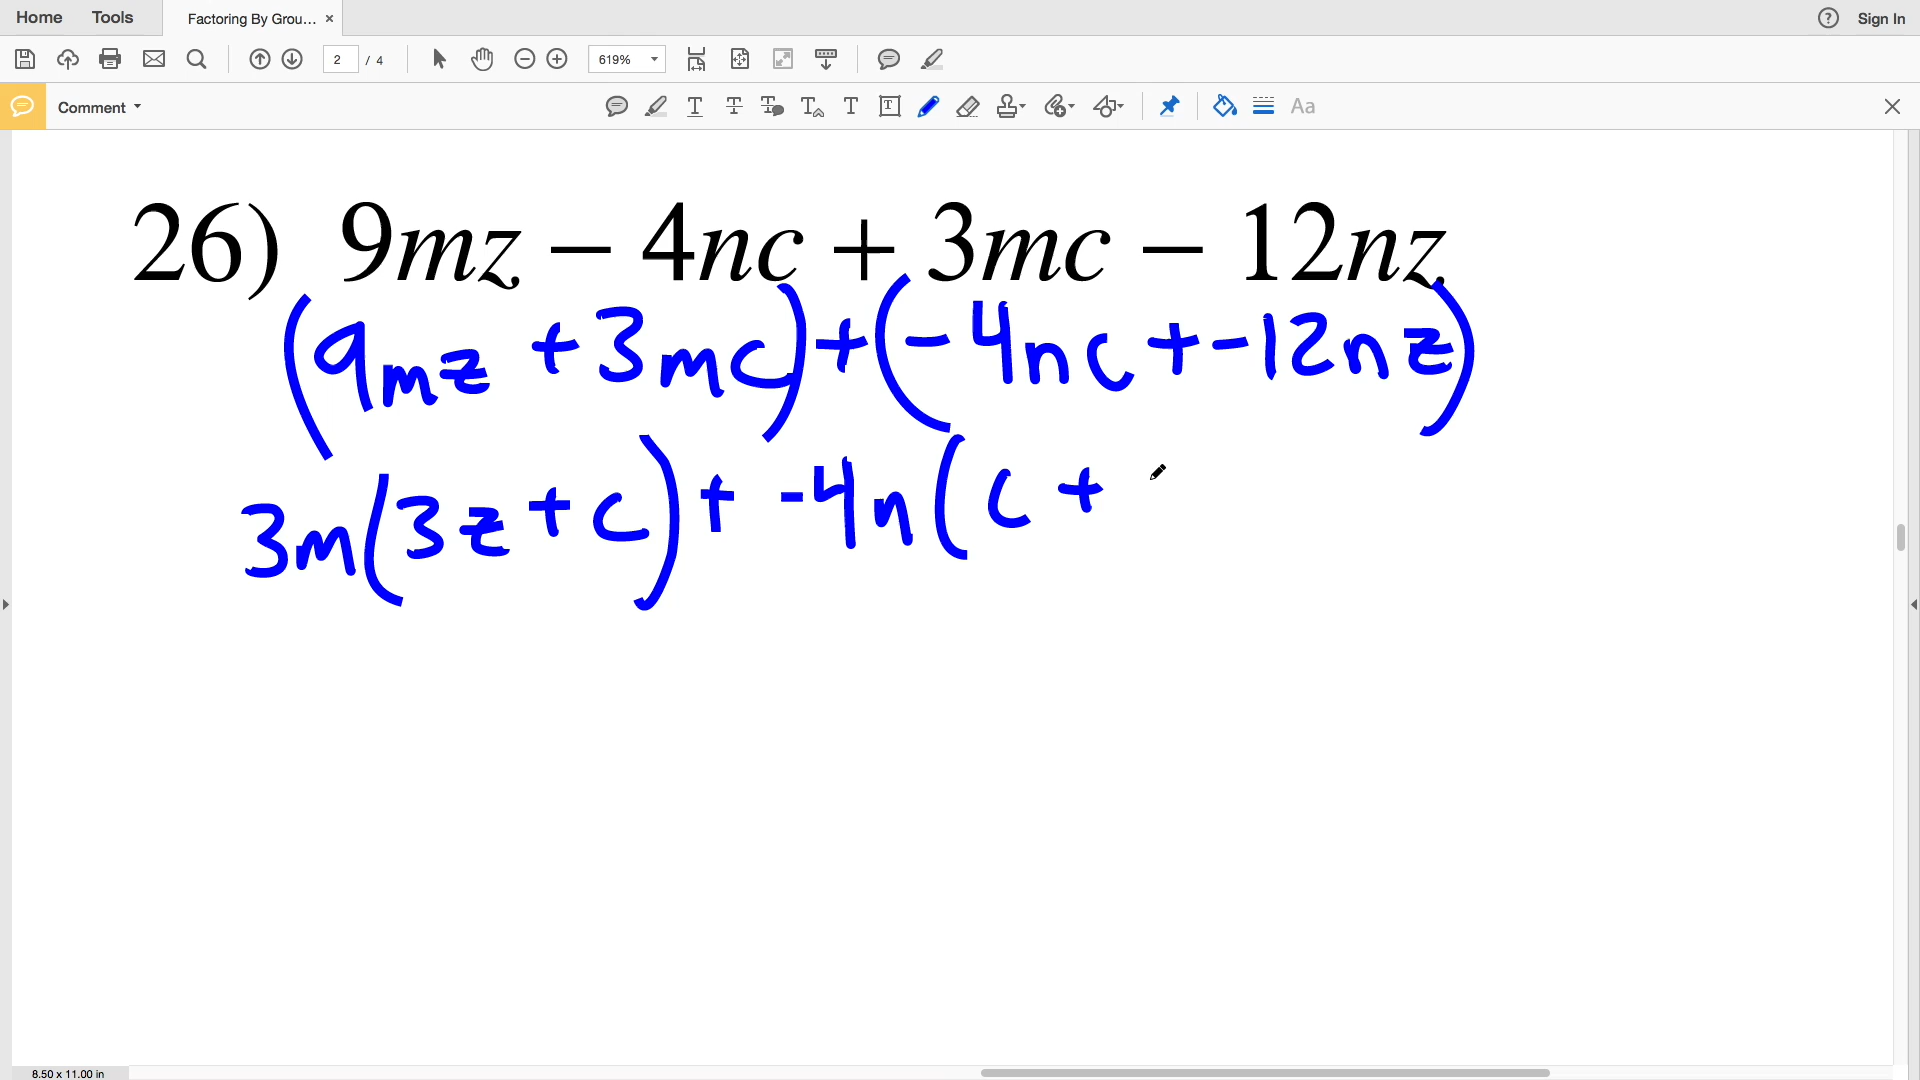 Home Tools Factoring By Grou... × ? Sign In
2 / 4 619%
Comment T T T T T T Aa
26) 9mz − 4nc + 3mc − 12nz
(9mz + 3mc) + (-4nc + -12nz)
3m(3z + c) + -4n(c +
8.50 x 11.00 in